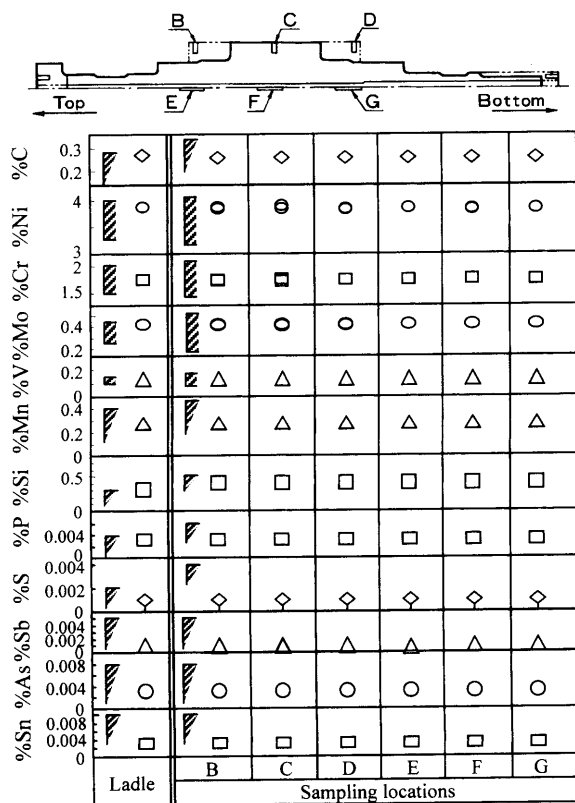 B C D
E F G
Top Bottom
%C 0.3
0.2
%Ni 4
3
%Cr 2
1.5
%Mo 0.4
0.2
%V 0.2
0
%Mn 0.4
0.2
%Si 0.5
0
%P 0.004
0
%S 0.004
0.002
0
%Sb 0.004
0.002
0
%As 0.008
0.004
0
%Sn 0.008
0.004
0
Ladle B C D E F G
Sampling locations